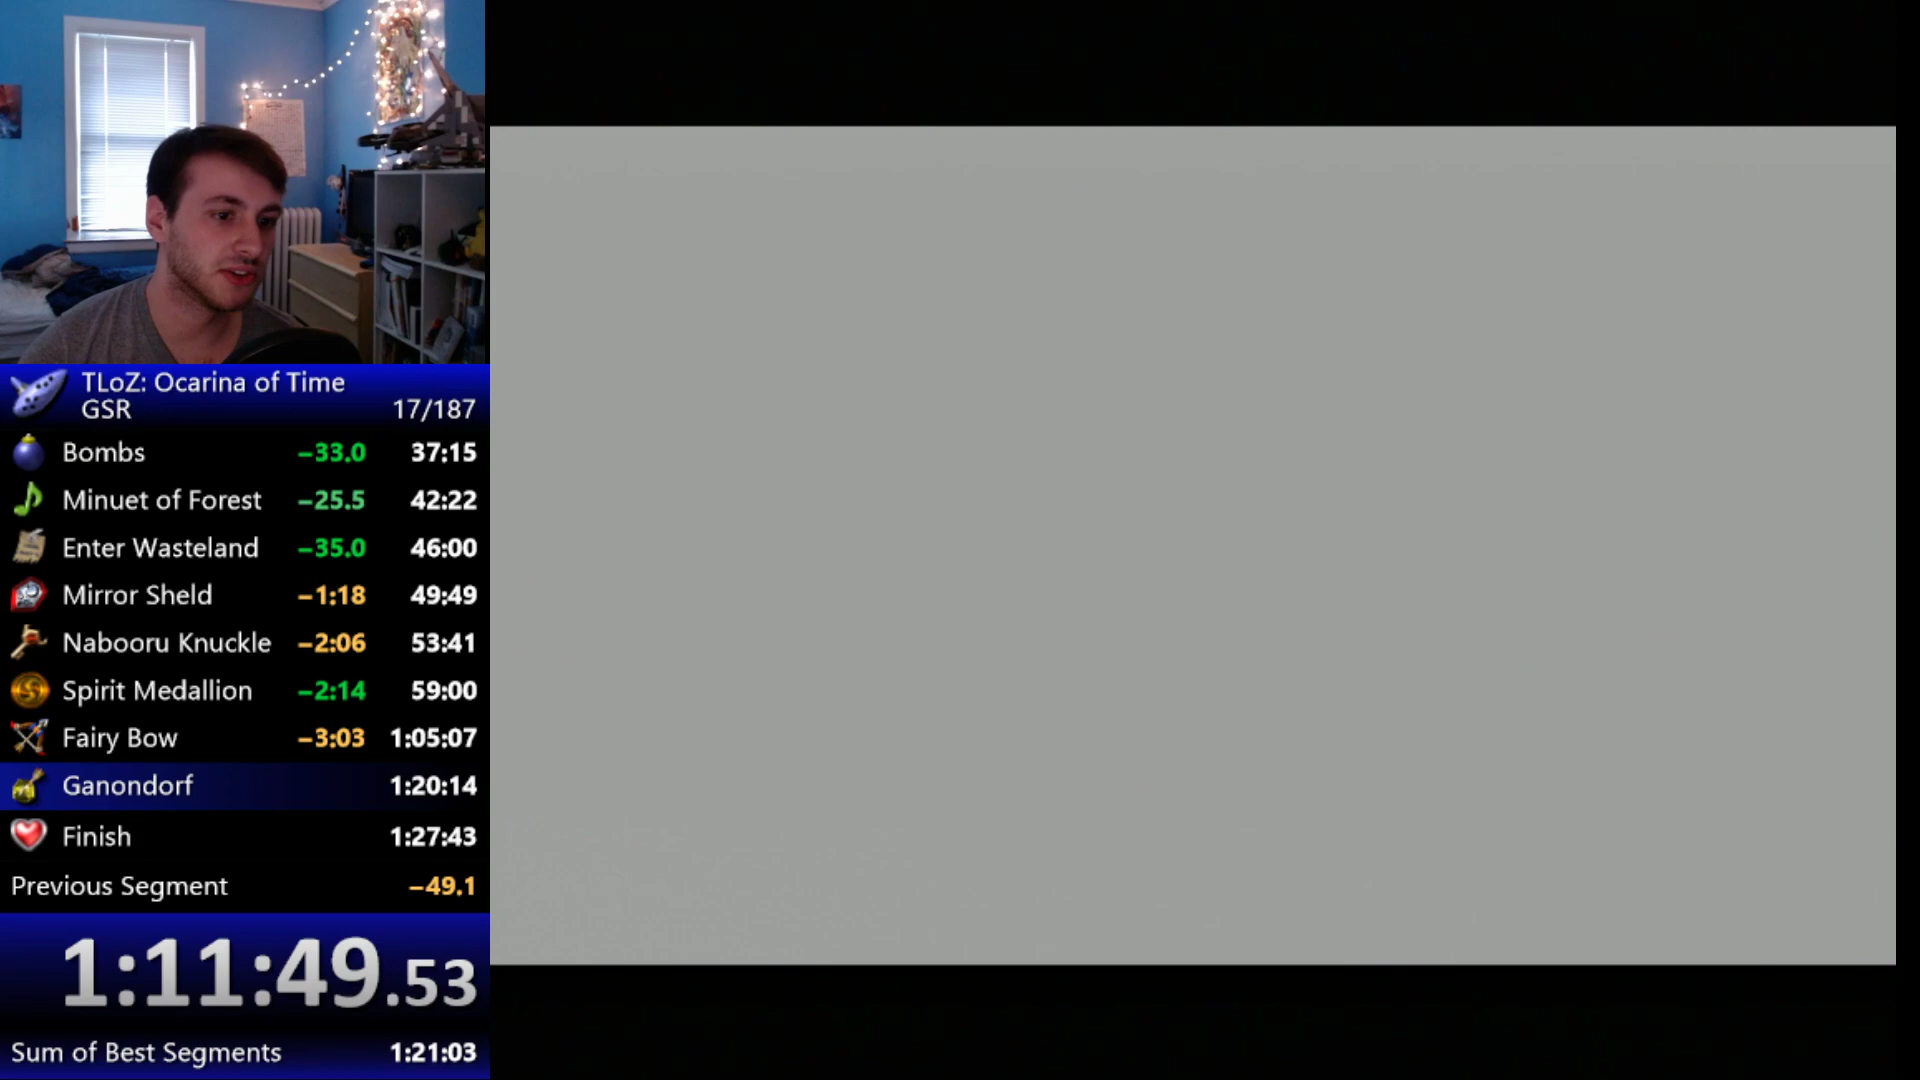 TLoZ: Ocarina of Time
GSR 17/187
Bombs −33.0 37:15
Minuet of Forest −25.5 42:22
Enter Wasteland −35.0 46:00
Mirror Sheld −1:18 49:49
Nabooru Knuckle −2:06 53:41
Spirit Medallion −2:14 59:00
Fairy Bow −3:03 1:05:07
Ganondorf 1:20:14
Finish 1:27:43
Previous Segment −49.1
1:11:49.53
Sum of Best Segments 1:21:03